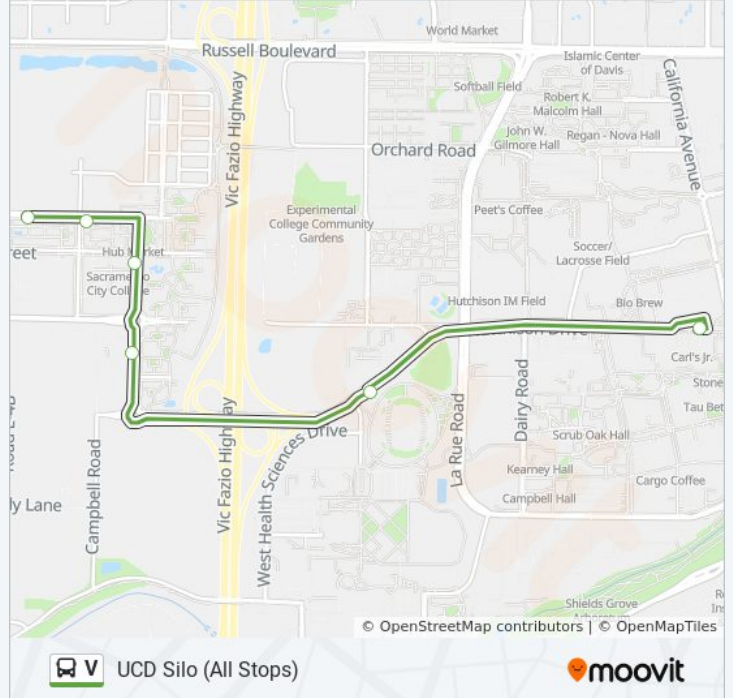 World Market
Russell Boulevard
Islamic Center
of Davis
California Avenue
Vic Fazio Highway
Softball Field
Robert K.
Malcolm Hall
John W.
Gilmore Hall
Regan - Nova Hall
Orchard Road
Experimental
College Community
Gardens
Peet's Coffee
Soccer/
Lacrosse Field
reet
Hub Market
Sacramento
City College
Hutchison IM Field
Bio Brew
Hutchison Drive
Carl's Jr.
Stone
Tau Bet
Dairy Road
La Rue Road
Scrub Oak Hall
Kearney Hall
Cargo Coffee
Campbell Hall
Campbell Road
Vic Fazio Highway
West Health Sciences Drive
ly Lane
Shields Grove
Arboretum
© OpenStreetMap contributors | © OpenMapTiles
V UCD Silo (All Stops)
moovit